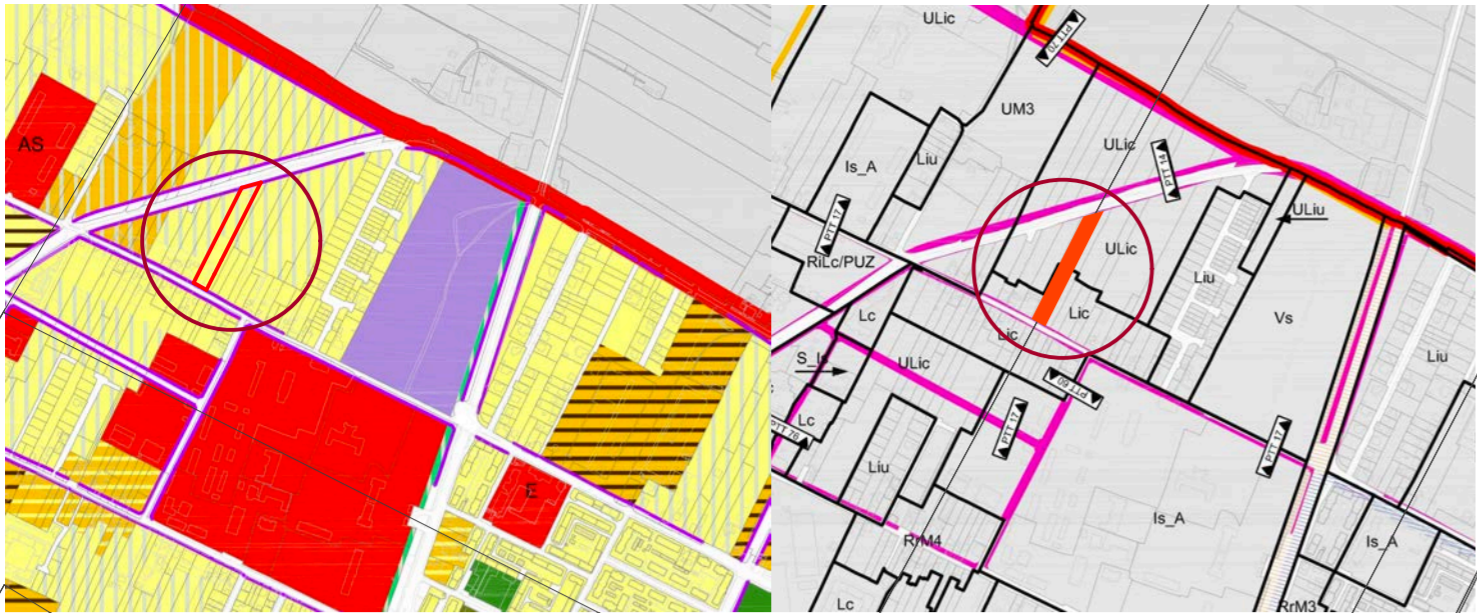 AS
E
ULic
PTT 70
UM3
ULic
PTT 14
Is_A
Liu
PTT 17
ULiu
RiLc/PUZ
ULic
Liu
Lc
Lic
Lic
Vs
S_Is
ULic
Liu
PTT 60
Lc
PTT 76
PTT 17
PTT 17
Liu
Is_A
RrM4
Is_A
Lc
RrM3